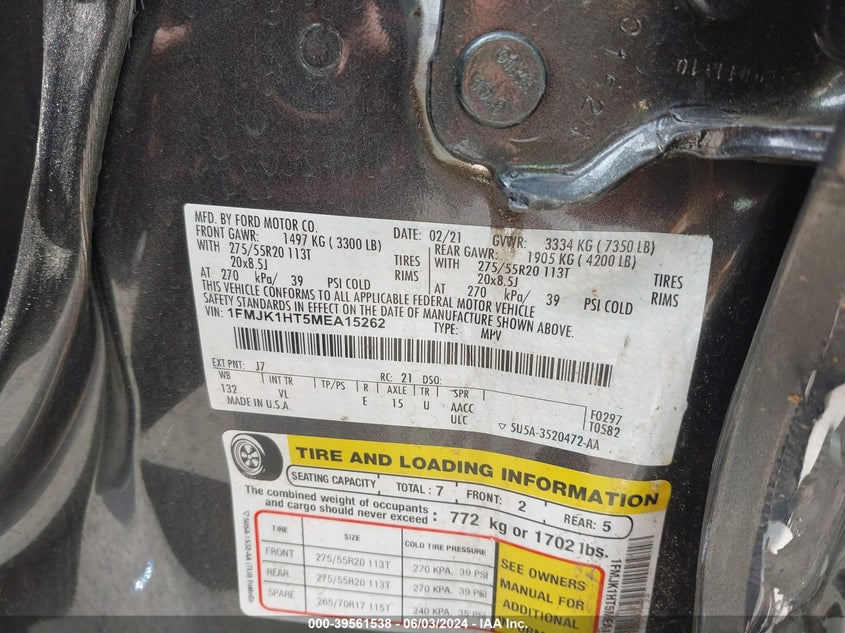 MFD. BY FORD MOTOR CO.
DATE: 02/21 GVWR: 3334 KG ( 7350 LB)
FRONT GAWR: 1497 KG ( 3300 LB)
REAR GAWR: 1905 KG ( 4200 LB)
WITH 275/55R20 113T TIRES
WITH 275/55R20 113T TIRES
20x8.5J RIMS
20x8.5J RIMS
AT 270 kPa/ 39 PSI COLD
AT 270 kPa/ 39 PSI COLD
THIS VEHICLE CONFORMS TO ALL APPLICABLE FEDERAL MOTOR VEHICLE
SAFETY STANDARDS IN EFFECT ON THE DATE OF MANUFACTURE SHOWN ABOVE.
VIN: 1FMJK1HT5MEA15262
TYPE: MPV
EXT PNT: J7 RC: 21 DSO:
WB INT TR TP/PS R AXLE TR SPR
132 VL E 15 U AACC F0297
ULC T0582
MADE IN U.S.A.
▽ SU5A-3520472-AA
TIRE AND LOADING INFORMATION
SEATING CAPACITY TOTAL : 7 FRONT: 2 REAR: 5
The combined weight of occupants
and cargo should never exceed : 772 kg or 1702 lbs.
TIRE SIZE COLD TIRE PRESSURE
FRONT 275/55R20 113T 270 KPA, 39 PSI
REAR 275/55R20 113T 270 KPA, 39 PSI
SPARE 265/70R17 115T 240 KPA, 35 PSI
SEE OWNERS
MANUAL FOR
ADDITIONAL
000-39561538 - 06/03/2024 - IAA Inc.